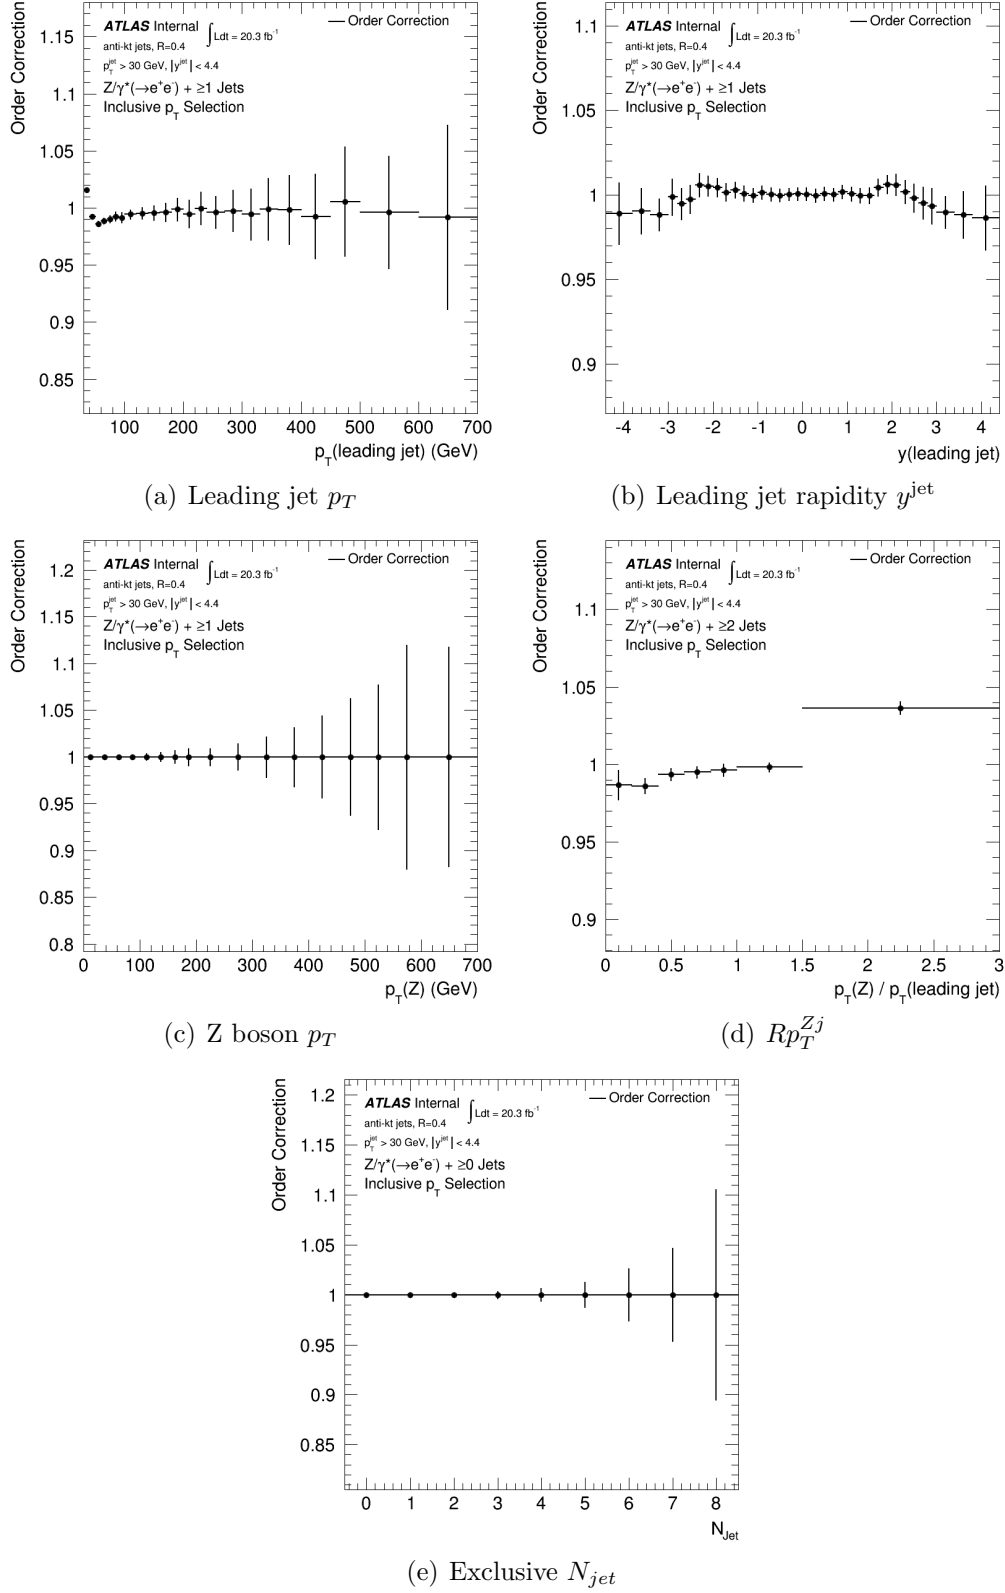 Order Correction
1.15
1.1
1.05
1
0.95
0.9
0.85
ATLAS Internal ∫Ldt = 20.3 fb⁻¹
Order Correction
anti-kt jets, R=0.4
p_T^jet > 30 GeV, |y^jet| < 4.4
Z/γ*(→e⁺e⁻) + ≥1 Jets
Inclusive p_T Selection
100 200 300 400 500 600 700
p_T(leading jet) (GeV)
(a) Leading jet p_T
Order Correction
1.1
1.05
1
0.95
0.9
ATLAS Internal ∫Ldt = 20.3 fb⁻¹
Order Correction
anti-kt jets, R=0.4
p_T^jet > 30 GeV, |y^jet| < 4.4
Z/γ*(→e⁺e⁻) + ≥1 Jets
Inclusive p_T Selection
-4 -3 -2 -1 0 1 2 3 4
y(leading jet)
(b) Leading jet rapidity y^jet
Order Correction
1.2
1.15
1.1
1.05
1
0.95
0.9
0.85
0.8
ATLAS Internal ∫Ldt = 20.3 fb⁻¹
Order Correction
anti-kt jets, R=0.4
p_T^jet > 30 GeV, |y^jet| < 4.4
Z/γ*(→e⁺e⁻) + ≥1 Jets
Inclusive p_T Selection
0 100 200 300 400 500 600 700
p_T(Z) (GeV)
(c) Z boson p_T
Order Correction
1.1
1.05
1
0.95
0.9
ATLAS Internal ∫Ldt = 20.3 fb⁻¹
Order Correction
anti-kt jets, R=0.4
p_T^jet > 30 GeV, |y^jet| < 4.4
Z/γ*(→e⁺e⁻) + ≥2 Jets
Inclusive p_T Selection
0 0.5 1 1.5 2 2.5 3
p_T(Z) / p_T(leading jet)
(d) Rp_T^Zj
Order Correction
1.2
1.15
1.1
1.05
1
0.95
0.9
0.85
ATLAS Internal ∫Ldt = 20.3 fb⁻¹
Order Correction
anti-kt jets, R=0.4
p_T^jet > 30 GeV, |y^jet| < 4.4
Z/γ*(→e⁺e⁻) + ≥0 Jets
Inclusive p_T Selection
0 1 2 3 4 5 6 7 8
N_Jet
(e) Exclusive N_jet